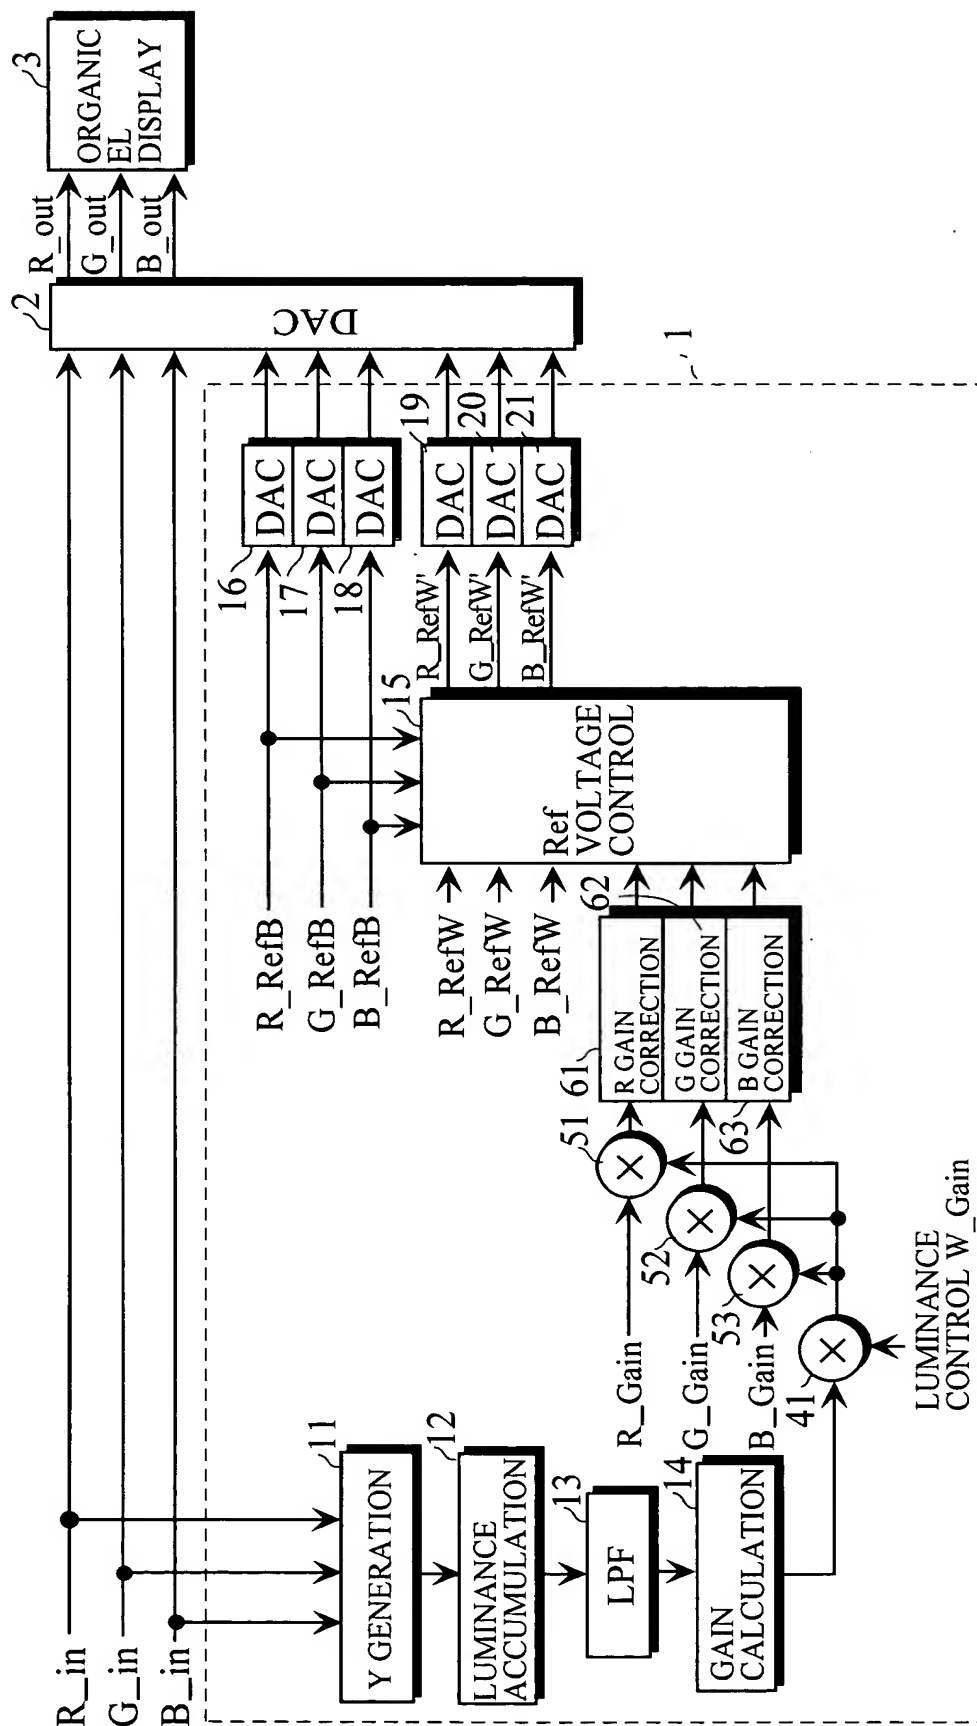 R_in
G_in
B_in
11
Y GENERATION
12
LUMINANCE
ACCUMULATION
13
LPF
14
GAIN
CALCULATION
41
LUMINANCE
CONTROL W_Gain
R_Gain
G_Gain
B_Gain
51
52
53
61
R GAIN
CORRECTION
62
G GAIN
CORRECTION
63
B GAIN
CORRECTION
R_RefB
G_RefB
B_RefB
R_RefW
G_RefW
B_RefW
15
Ref
VOLTAGE
CONTROL
R_RefW'
G_RefW'
B_RefW'
16
DAC
17
DAC
18
DAC
19
DAC
20
DAC
21
DAC
1
2
DAC
R_out
G_out
B_out
3
ORGANIC
EL
DISPLAY